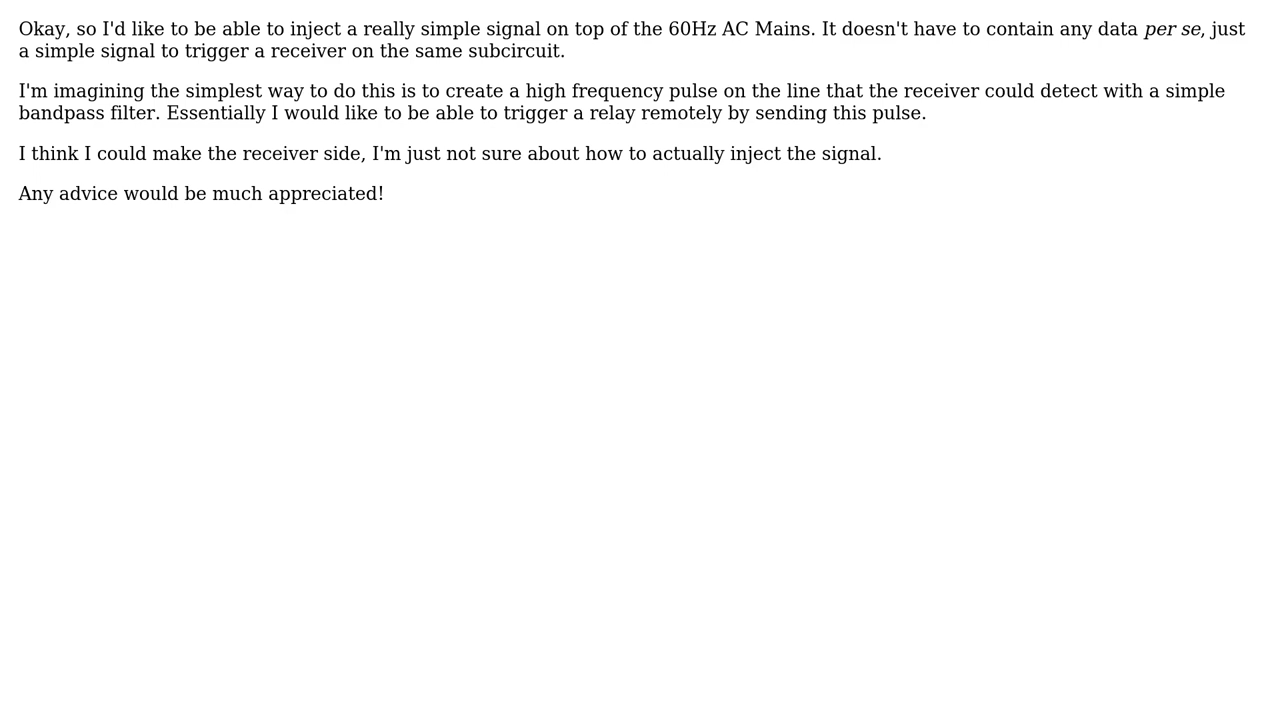 Okay, so I'd like to be able to inject a really simple signal on top of the 60Hz AC Mains. It doesn't have to contain any data per se, just
a simple signal to trigger a receiver on the same subcircuit.
I'm imagining the simplest way to do this is to create a high frequency pulse on the line that the receiver could detect with a simple
bandpass filter. Essentially I would like to be able to trigger a relay remotely by sending this pulse.
I think I could make the receiver side, I'm just not sure about how to actually inject the signal.
Any advice would be much appreciated!